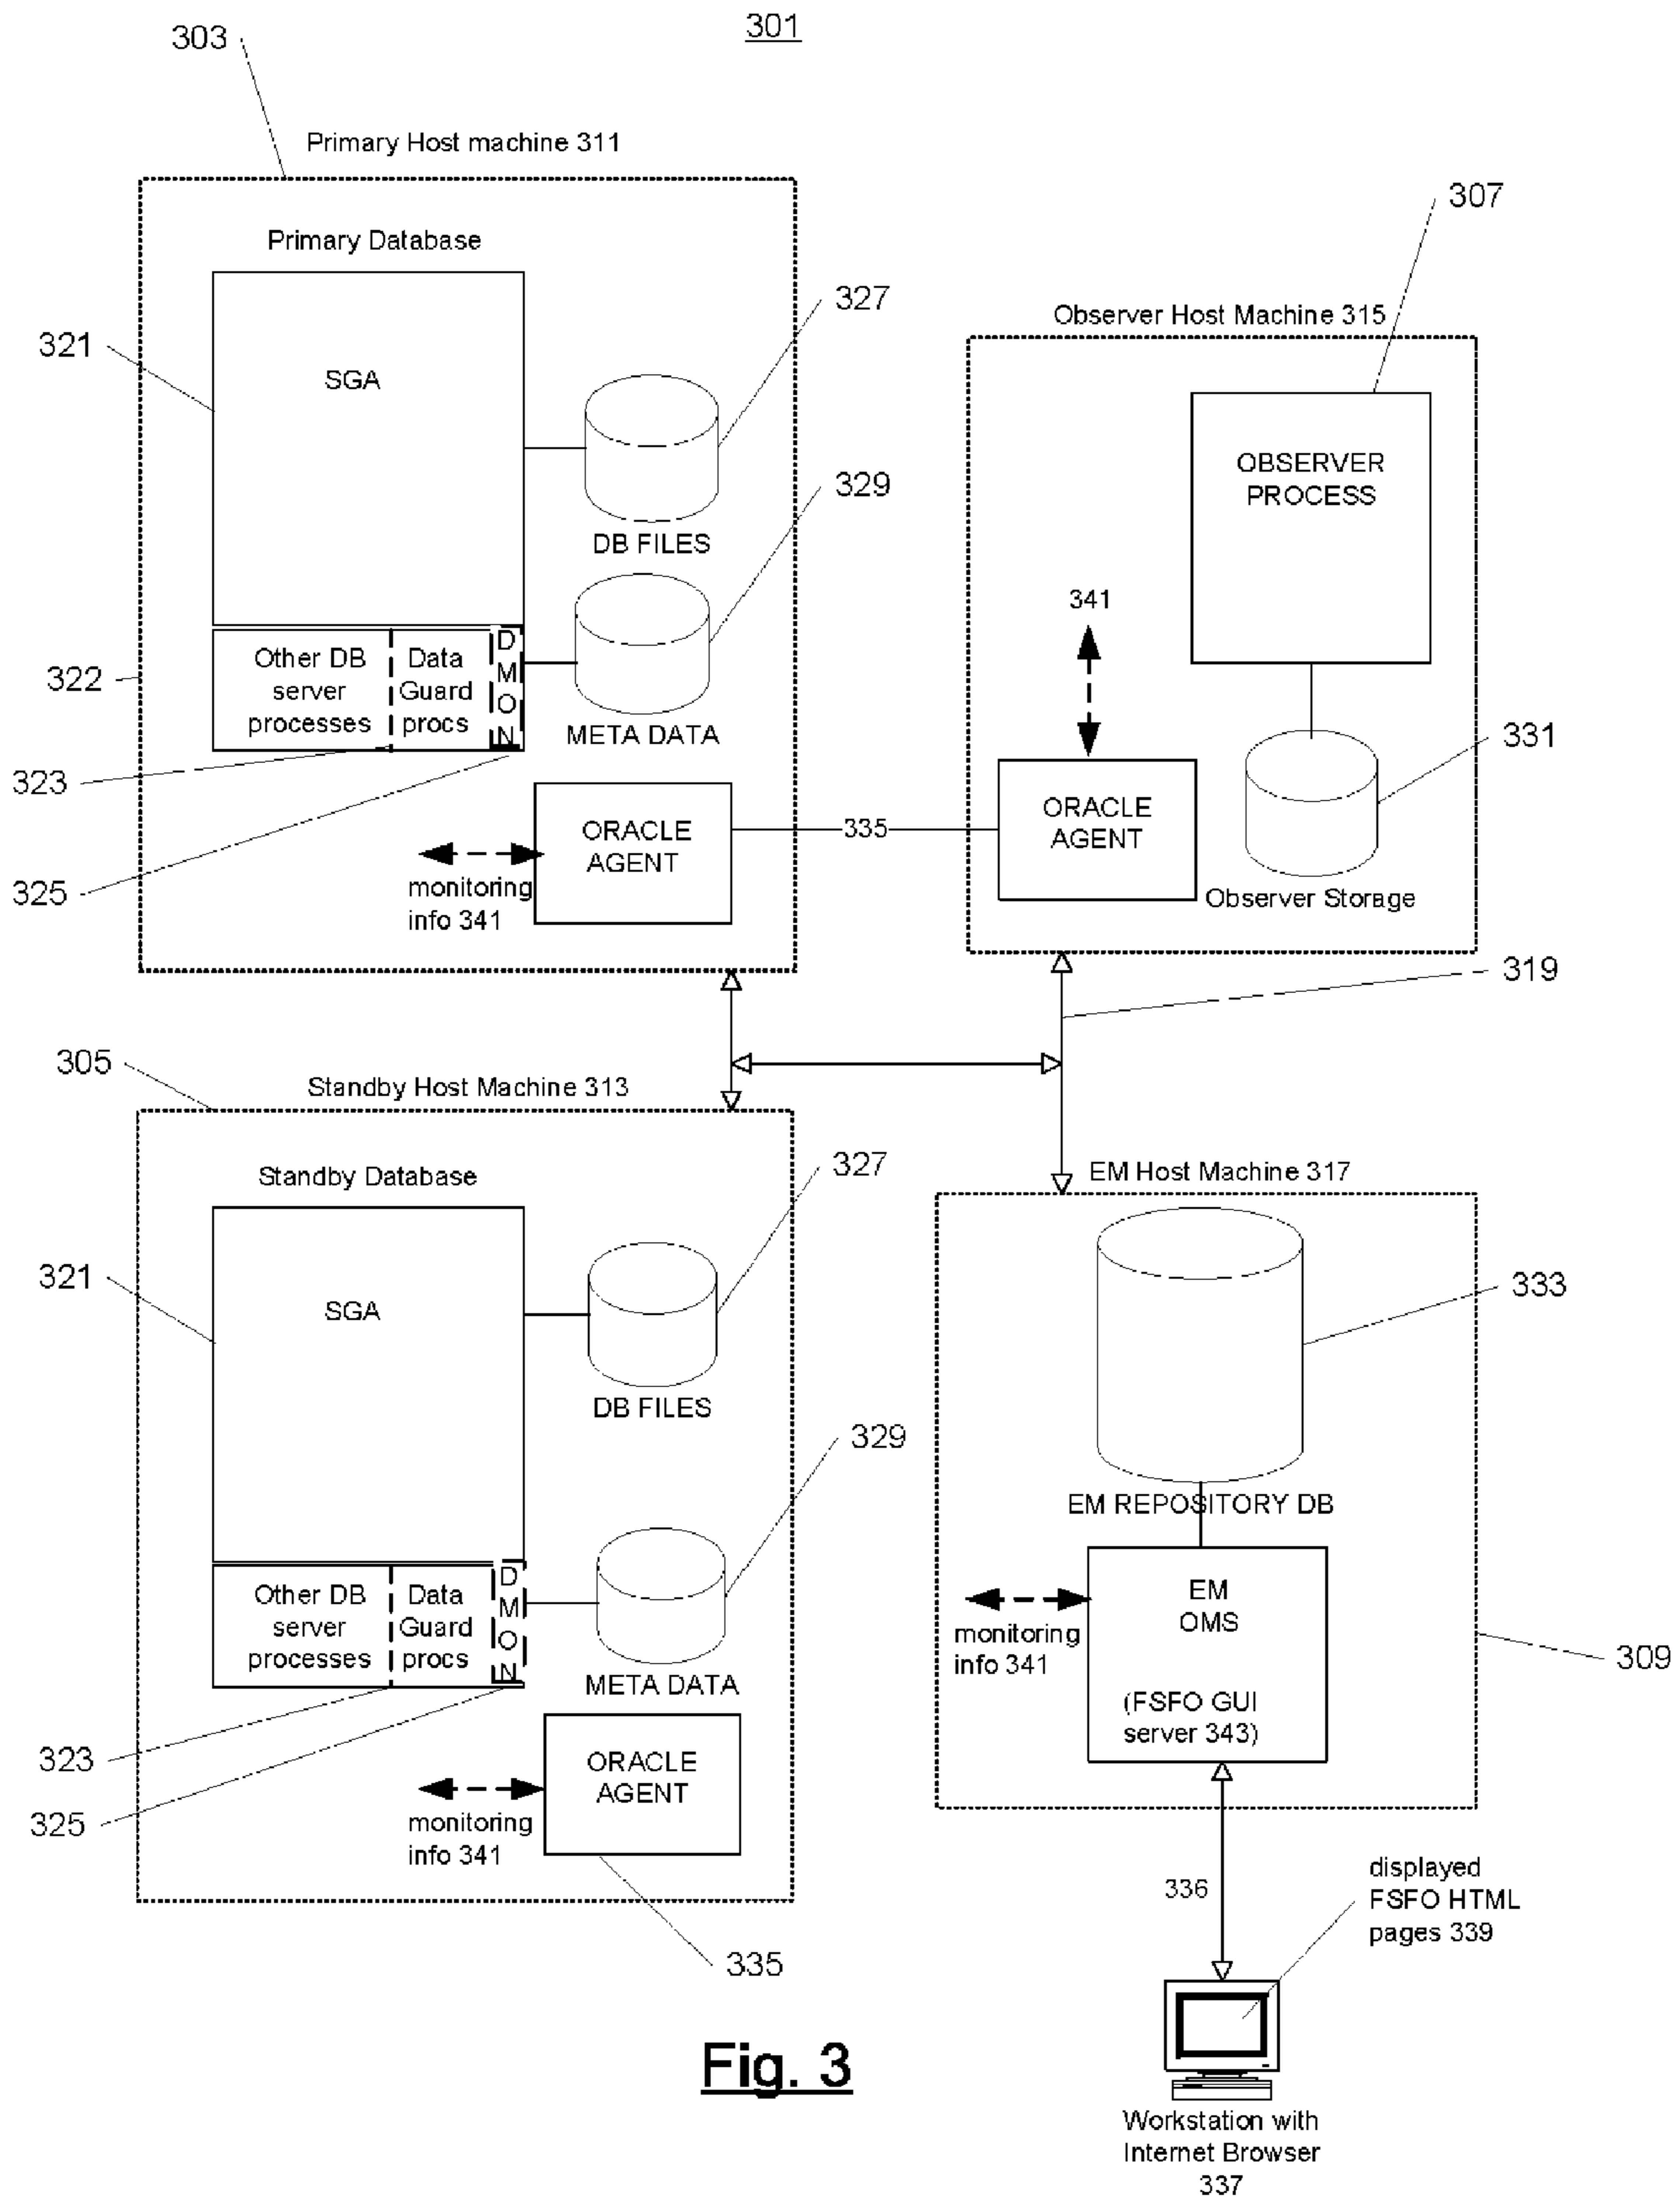 301
303
Primary Host machine 311
307
Primary Database
327
Observer Host Machine 315
321
SGA
OBSERVER
PROCESS
329
DB FILES
341
322
Other DB
server
processes
Data
Guard
procs
D
M
O
N
META DATA
331
323
ORACLE
AGENT
335
ORACLE
AGENT
325
monitoring
info 341
Observer Storage
319
305
Standby Host Machine 313
Standby Database
327
EM Host Machine 317
321
SGA
333
DB FILES
329
EM REPOSITORY DB
Other DB
server
processes
Data
Guard
procs
D
M
O
N
EM
OMS
monitoring
info 341
META DATA
309
(FSFO GUI
server 343)
323
ORACLE
AGENT
325
monitoring
info 341
335
336
displayed
FSFO HTML
pages 339
Fig. 3
Workstation with
Internet Browser
337